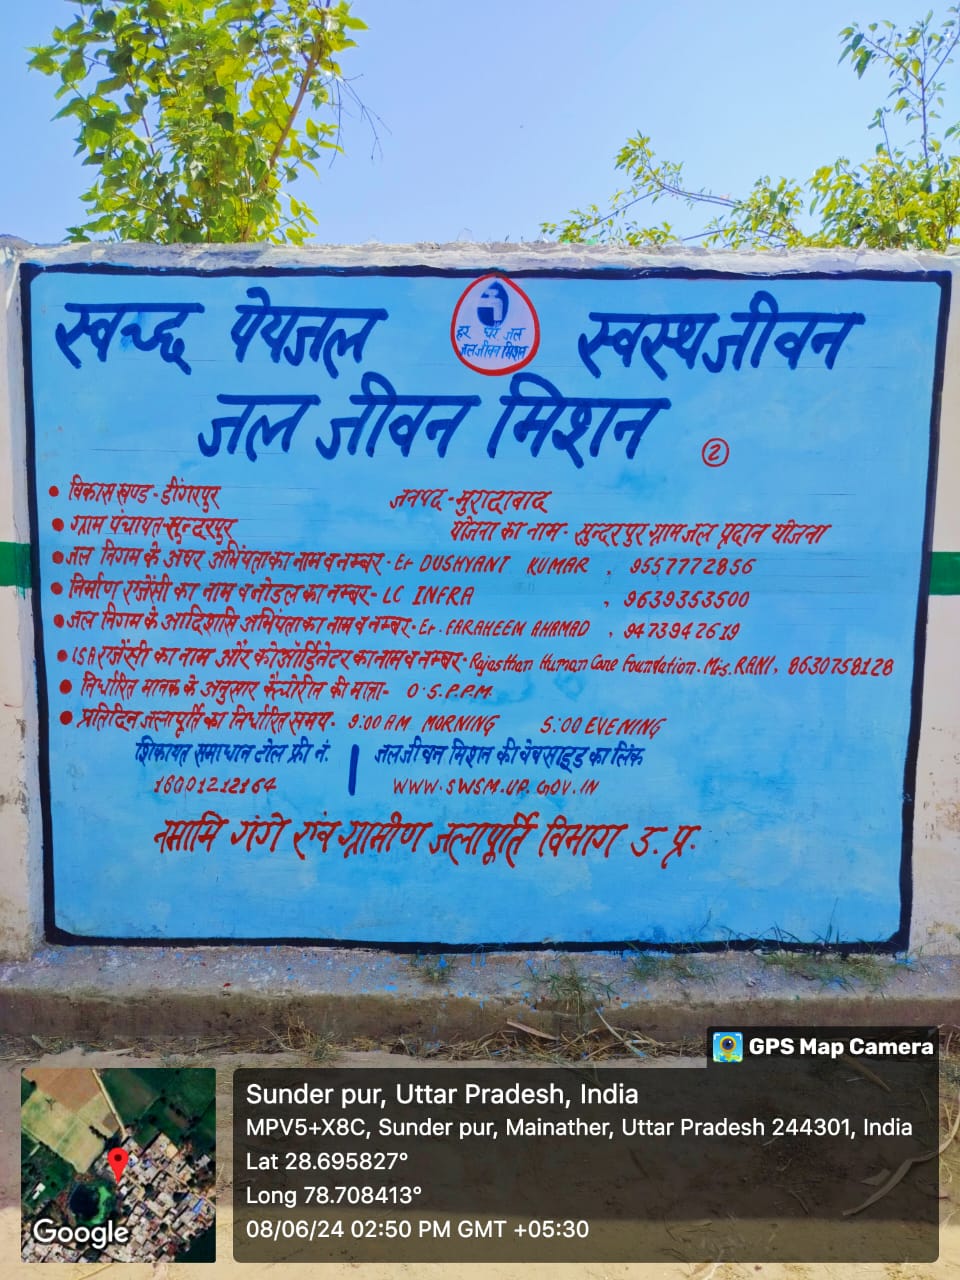 स्वच्छ पेयजल
हर घर जल
जल जीवन मिशन
स्वस्थ जीवन
जल जीवन मिशन
2
• विकास खण्ड - डींगरपुर जनपद - मुरादाबाद
• ग्राम पंचायत - सुन्दरपुर योजना का नाम - सुन्दरपुर ग्राम जल प्रदान योजना
• जल निगम के अवर अभियंता का नाम व नम्बर - Er DUSHYANT KUMAR , 9557772856
• निर्माण एजेंसी का नाम व नोडल का नम्बर - LC INFRA , 9639353500
• जल निगम के आदिशासि अभियंता का नाम व नम्बर - Er. FARAHEEM AHAMAD , 9473942619
• ISA एजेंसी का नाम और कोऑर्डिनेटर का नाम व नम्बर - Rajasthan Human Care Foundation. Mrs. RANI, 8630758128
• निर्धारित मानक के अनुसार क्लोरीन की मात्रा - 0.5.P.P.M.
• प्रतिदिन जलापूर्ति का निर्धारित समय. 9:00 AM MORNING 5:00 EVENING
शिकायत समाधान टोल फ्री नं. | जल जीवन मिशन की वेबसाइड का लिंक
18001212164 WWW.SWSM.UP.GOV.IN
नमामि गंगे एवं ग्रामीण जलापूर्ति विभाग उ. प्र.
GPS Map Camera
Sunder pur, Uttar Pradesh, India
MPV5+X8C, Sunder pur, Mainather, Uttar Pradesh 244301, India
Lat 28.695827°
Long 78.708413°
08/06/24 02:50 PM GMT +05:30
Google